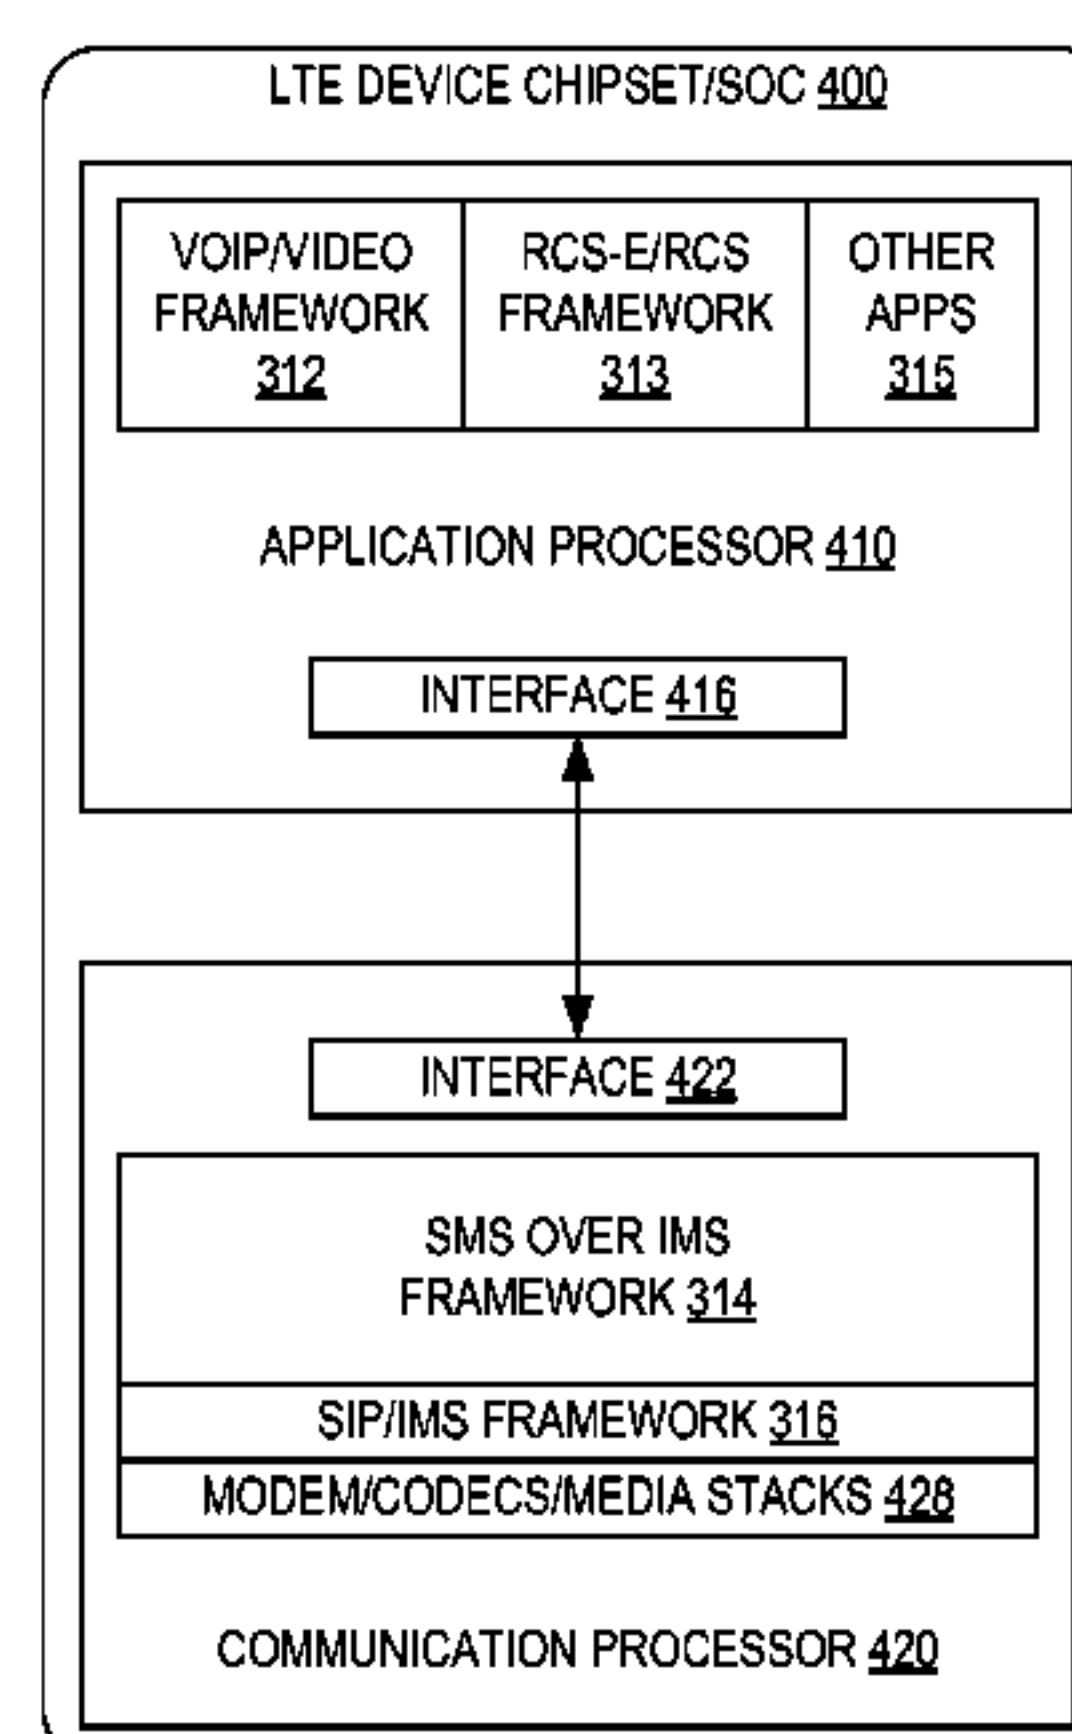 LTE DEVICE CHIPSET/SOC 400
VOIP/VIDEO
FRAMEWORK
312
RCS-E/RCS
FRAMEWORK
313
OTHER
APPS
315
APPLICATION PROCESSOR 410
INTERFACE 416
INTERFACE 422
SMS OVER IMS
FRAMEWORK 314
SIP/IMS FRAMEWORK 316
MODEM/CODECS/MEDIA STACKS 428
COMMUNICATION PROCESSOR 420